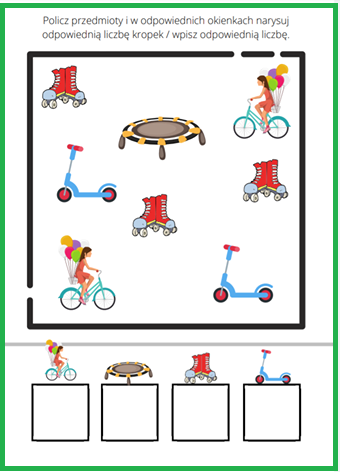 Policz przedmioty i w odpowiednich okienkach narysuj
odpowiednią liczbę kropek / wpisz odpowiednią liczbę.